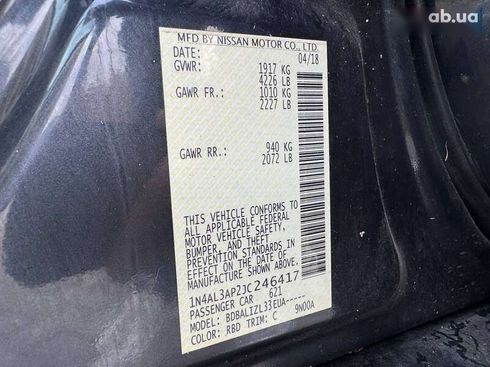 ab.ua
MFD BY NISSAN MOTOR CO., LTD.
DATE: 04/18
GVWR: 1917 KG
4226 LB
GAWR FR.: 1010 KG
2227 LB
GAWR RR.: 940 KG
2072 LB
THIS VEHICLE CONFORMS TO
ALL APPLICABLE FEDERAL
MOTOR VEHICLE SAFETY,
BUMPER, AND THEFT
PREVENTION STANDARDS IN
EFFECT ON THE DATE OF
MANUFACTURE SHOWN ABOVE.
1N4AL3AP2JC246417
PASSENGER CAR 621
MODEL: BDBALIZL33EUA-----
COLOR: RBD TRIM: C 9N00A